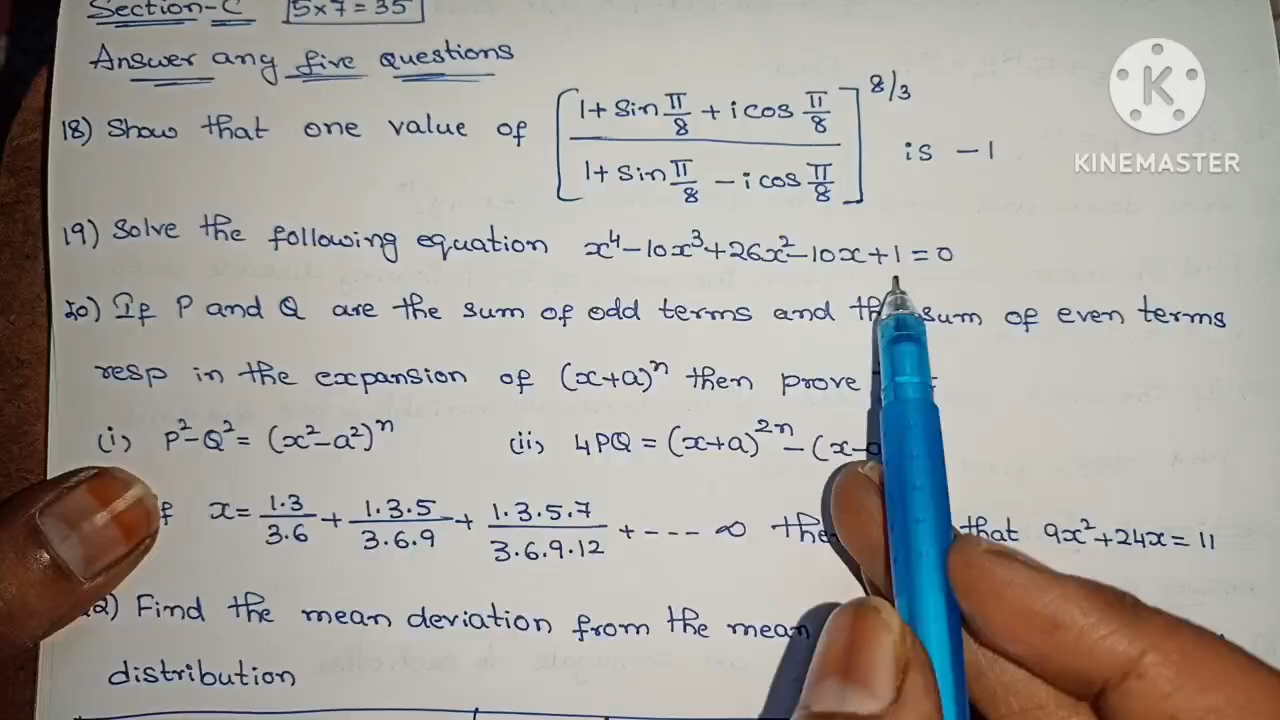 Section-C 5×7=35
Answer any five questions
18) Show that one value of [(1+sin π/8 + i cos π/8)/(1+sin π/8 - i cos π/8)]^8/3 is -1
K
KINEMASTER
19) Solve the following equation x⁴-10x³+26x²-10x+1=0
20) If P and Q are the sum of odd terms and the sum of even terms
resp in the expansion of (x+a)ⁿ then prove
(i) P²-Q²=(x²-a²)ⁿ (ii) 4PQ=(x+a)²ⁿ-(x-
x= 1.3/3.6 + 1.3.5/3.6.9 + 1.3.5.7/3.6.9.12 + ---- ∞ that 9x²+24x=11
Find the mean deviation from the mean
distribution